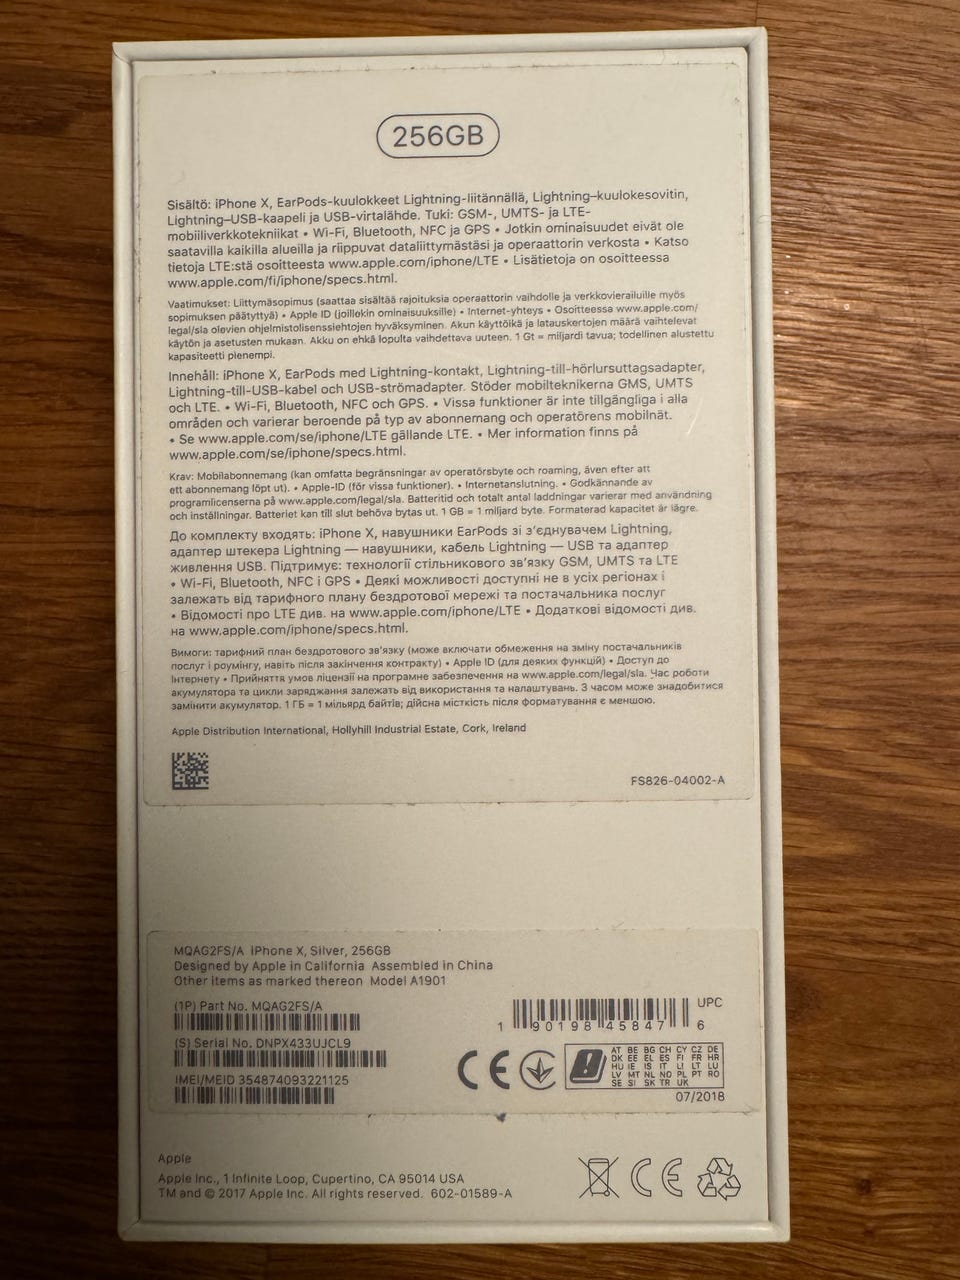 256GB
Sisältö: iPhone X, EarPods-kuulokkeet Lightning-liitännällä, Lightning–kuulokesovitin,
Lightning–USB-kaapeli ja USB-virtalähde. Tuki: GSM-, UMTS- ja LTE-
mobiiliverkkotekniikat • Wi-Fi, Bluetooth, NFC ja GPS • Jotkin ominaisuudet eivät ole
saatavilla kaikilla alueilla ja riippuvat dataliittymästäsi ja operaattorin verkosta • Katso
tietoja LTE:stä osoitteesta www.apple.com/iphone/LTE • Lisätietoja on osoitteessa
www.apple.com/fi/iphone/specs.html.
Vaatimukset: Liittymäsopimus (saattaa sisältää rajoituksia operaattorin vaihdolle ja verkkovierailuille myös
sopimuksen päätyttyä) • Apple ID (joillekin ominaisuuksille) • Internet-yhteys • Osoitteessa www.apple.com/
legal/sla olevien ohjelmistolisenssiehtojen hyväksyminen. Akun käyttöikä ja latauskertojen määrä vaihtelevat
käytön ja asetusten mukaan. Akku on ehkä lopulta vaihdettava uuteen. 1 Gt = miljardi tavua; todellinen alustettu
kapasiteetti pienempi.
Innehåll: iPhone X, EarPods med Lightning-kontakt, Lightning-till-hörlursuttagsadapter,
Lightning-till-USB-kabel och USB-strömadapter. Stöder mobilteknikerna GMS, UMTS
och LTE. • Wi-Fi, Bluetooth, NFC och GPS. • Vissa funktioner är inte tillgängliga i alla
områden och varierar beroende på typ av abonnemang och operatörens mobilnät.
• Se www.apple.com/se/iphone/LTE gällande LTE. • Mer information finns på
www.apple.com/se/iphone/specs.html.
Krav: Mobilabonnemang (kan omfatta begränsningar av operatörsbyte och roaming, även efter att
ett abonnemang löpt ut). • Apple-ID (för vissa funktioner). • Internetanslutning. • Godkännande av
programlicenserna på www.apple.com/legal/sla. Batteritid och totalt antal laddningar varierar med användning
och inställningar. Batteriet kan till slut behöva bytas ut. 1 GB = 1 miljard byte. Formaterad kapacitet är lägre.
До комплекту входять: iPhone X, навушники EarPods зі з’єднувачем Lightning,
адаптер штекера Lightning — навушники, кабель Lightning — USB та адаптер
живлення USB. Підтримує: технології стільникового зв’язку GSM, UMTS та LTE
• Wi-Fi, Bluetooth, NFC і GPS • Деякі можливості доступні не в усіх регіонах і
залежать від тарифного плану бездротової мережі та постачальника послуг
• Відомості про LTE див. на www.apple.com/iphone/LTE • Додаткові відомості див.
на www.apple.com/iphone/specs.html.
Вимоги: тарифний план бездротового зв’язку (може включати обмеження на зміну постачальників
послуг і роумінгу, навіть після закінчення контракту) • Apple ID (для деяких функцій) • Доступ до
Інтернету • Прийняття умов ліцензії на програмне забезпечення на www.apple.com/legal/sla. Час роботи
акумулятора та цикли заряджання залежать від використання та налаштувань. З часом може знадобитися
замінити акумулятор. 1 ГБ = 1 мільярд байтів; дійсна місткість після форматування є меншою.
Apple Distribution International, Hollyhill Industrial Estate, Cork, Ireland
FS826-04002-A
MQAG2FS/A iPhone X, Silver, 256GB
Designed by Apple in California Assembled in China
Other items as marked thereon Model A1901
(1P) Part No. MQAG2FS/A
(S) Serial No. DNPX433UJCL9
IMEI/MEID 354874093221125
UPC
1 90198 45847 6
CE
AT BE BG CH CY CZ DE
DK EE EL ES FI FR HR
HU IE IS IT LI LT LU
LV MT NL NO PL PT RO
SE SI SK TR UK
07/2018
Apple
Apple Inc., 1 Infinite Loop, Cupertino, CA 95014 USA
TM and © 2017 Apple Inc. All rights reserved. 602-01589-A
CE